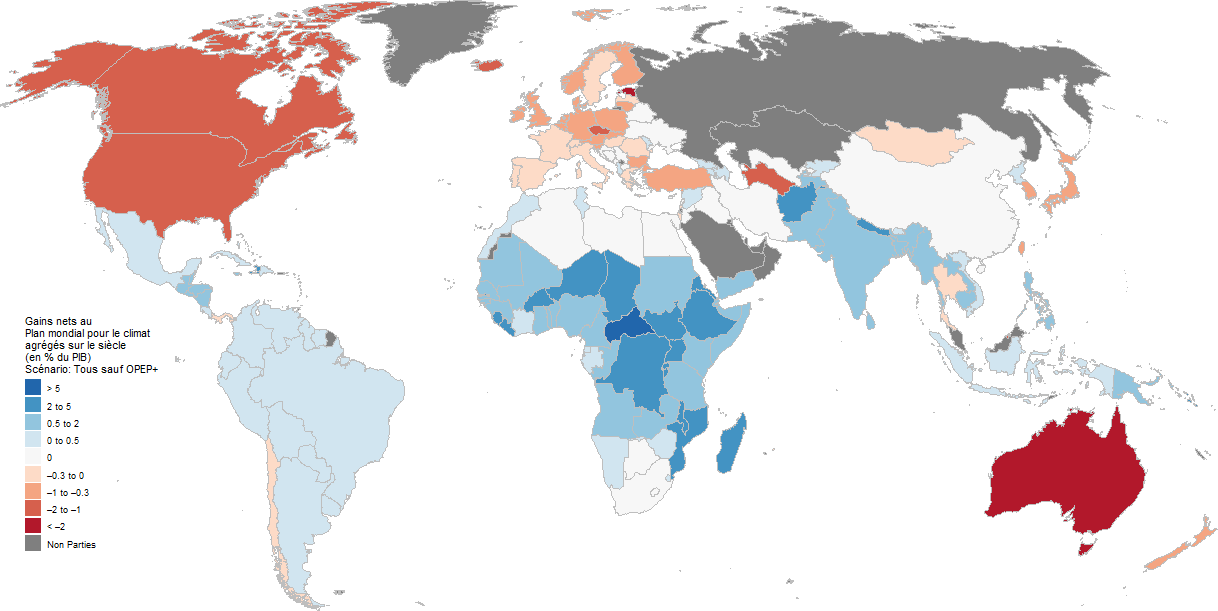 Gains nets au
Plan mondial pour le climat
agrégés sur le siècle
(en % du PIB)
Scénario: Tous sauf OPEP+
> 5
2 to 5
0.5 to 2
0 to 0.5
0
–0.3 to 0
–1 to –0.3
–2 to –1
< –2
Non Parties